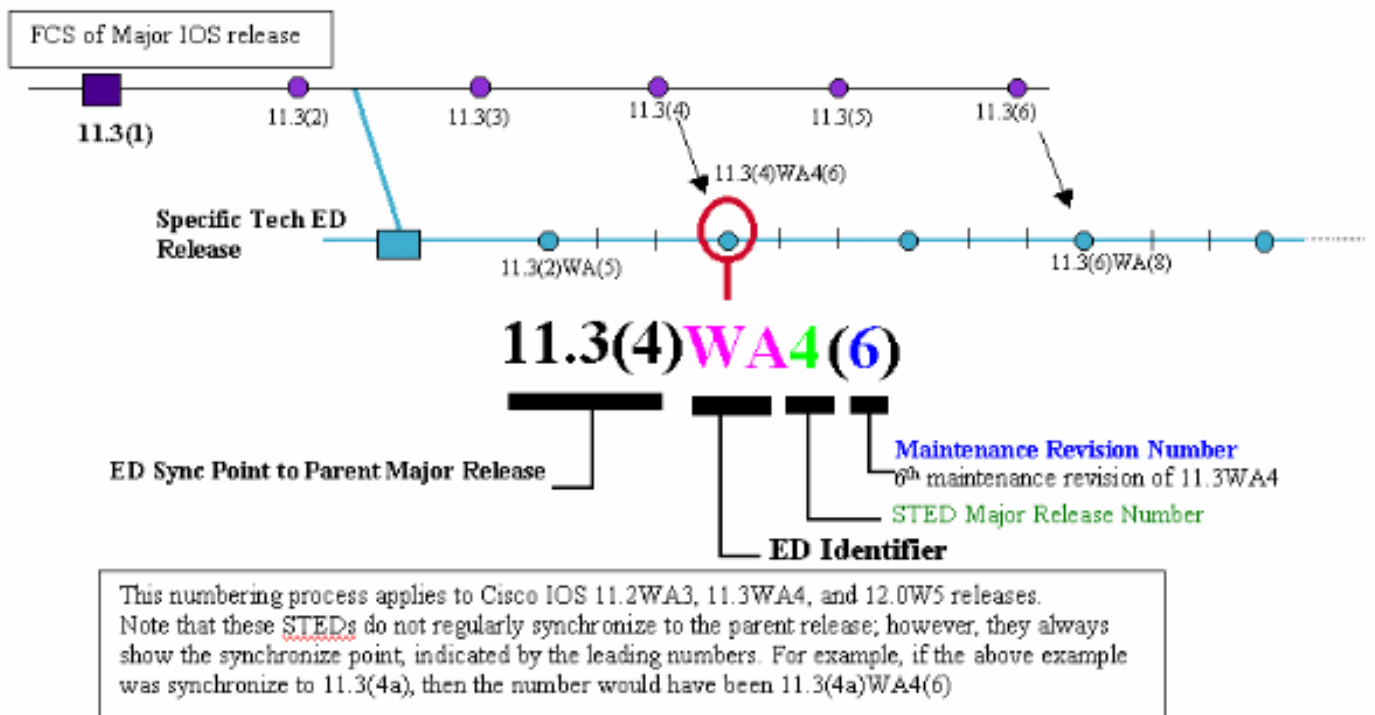 FCS of Major IOS release
11.3(1)
11.3(2)
11.3(3)
11.3(4)
11.3(5)
11.3(6)
11.3(4)WA4(6)
Specific Tech ED
Release
11.3(2)WA(5)
11.3(6)WA(8)
11.3(4)WA4(6)
ED Sync Point to Parent Major Release
Maintenance Revision Number
6th maintenance revision of 11.3WA4
STED Major Release Number
ED Identifier
This numbering process applies to Cisco IOS 11.2WA3, 11.3WA4, and 12.0W5 releases.
Note that these STEDs do not regularly synchronize to the parent release; however, they always
show the synchronize point, indicated by the leading numbers. For example, if the above example
was synchronize to 11.3(4a), then the number would have been 11.3(4a)WA4(6)